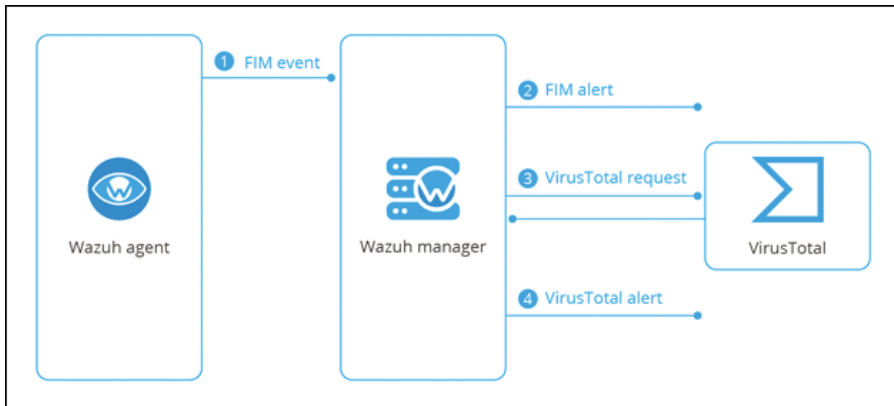 1 FIM event
2 FIM alert
3 VirusTotal request
Wazuh agent
Wazuh manager
VirusTotal
4 VirusTotal alert